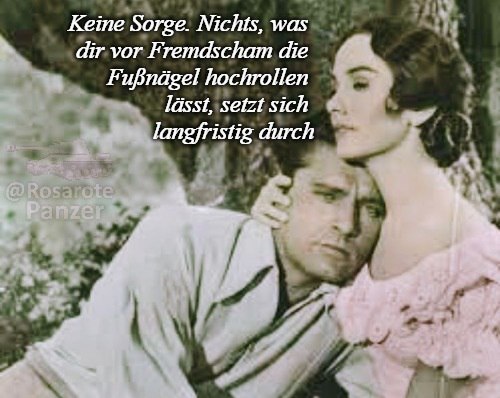 Keine Sorge. Nichts, was
dir vor Fremdscham die
Fußnägel hochrollen
lässt, setzt sich
langfristig durch
@Rosarote
Panzer